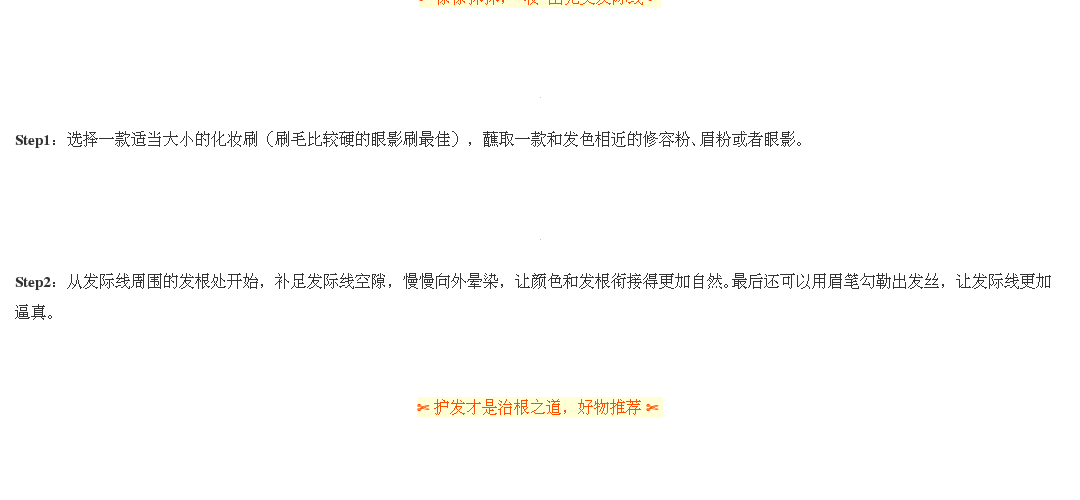 Step1：选择一款适当大小的化妆刷（刷毛比较硬的眼影刷最佳），蘸取一款和发色相近的修容粉、眉粉或者眼影。
Step2：从发际线周围的发根处开始，补足发际线空隙，慢慢向外晕染，让颜色和发根衔接得更加自然。最后还可以用眉笔勾勒出发丝，让发际线更加
逼真。
✄ 护发才是治根之道，好物推荐 ✄